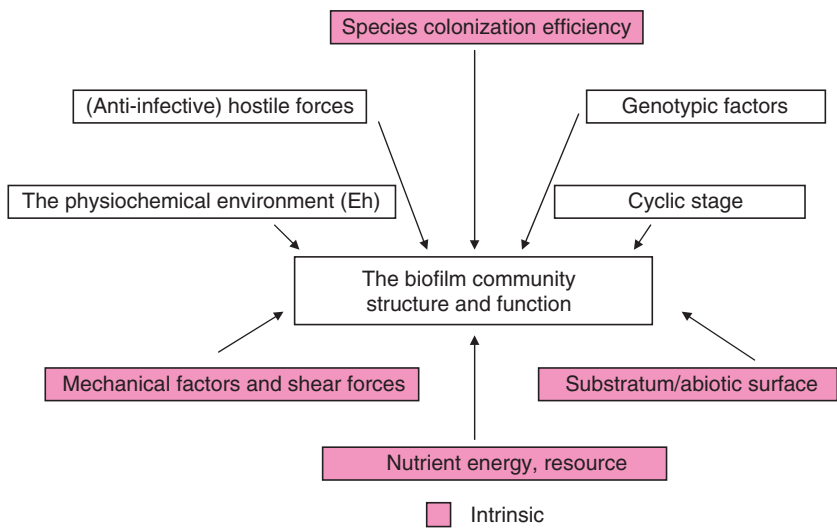 Species colonization efficiency
(Anti-infective) hostile forces
Genotypic factors
The physiochemical environment (Eh)
Cyclic stage
The biofilm community
structure and function
Mechanical factors and shear forces
Substratum/abiotic surface
Nutrient energy, resource
Intrinsic